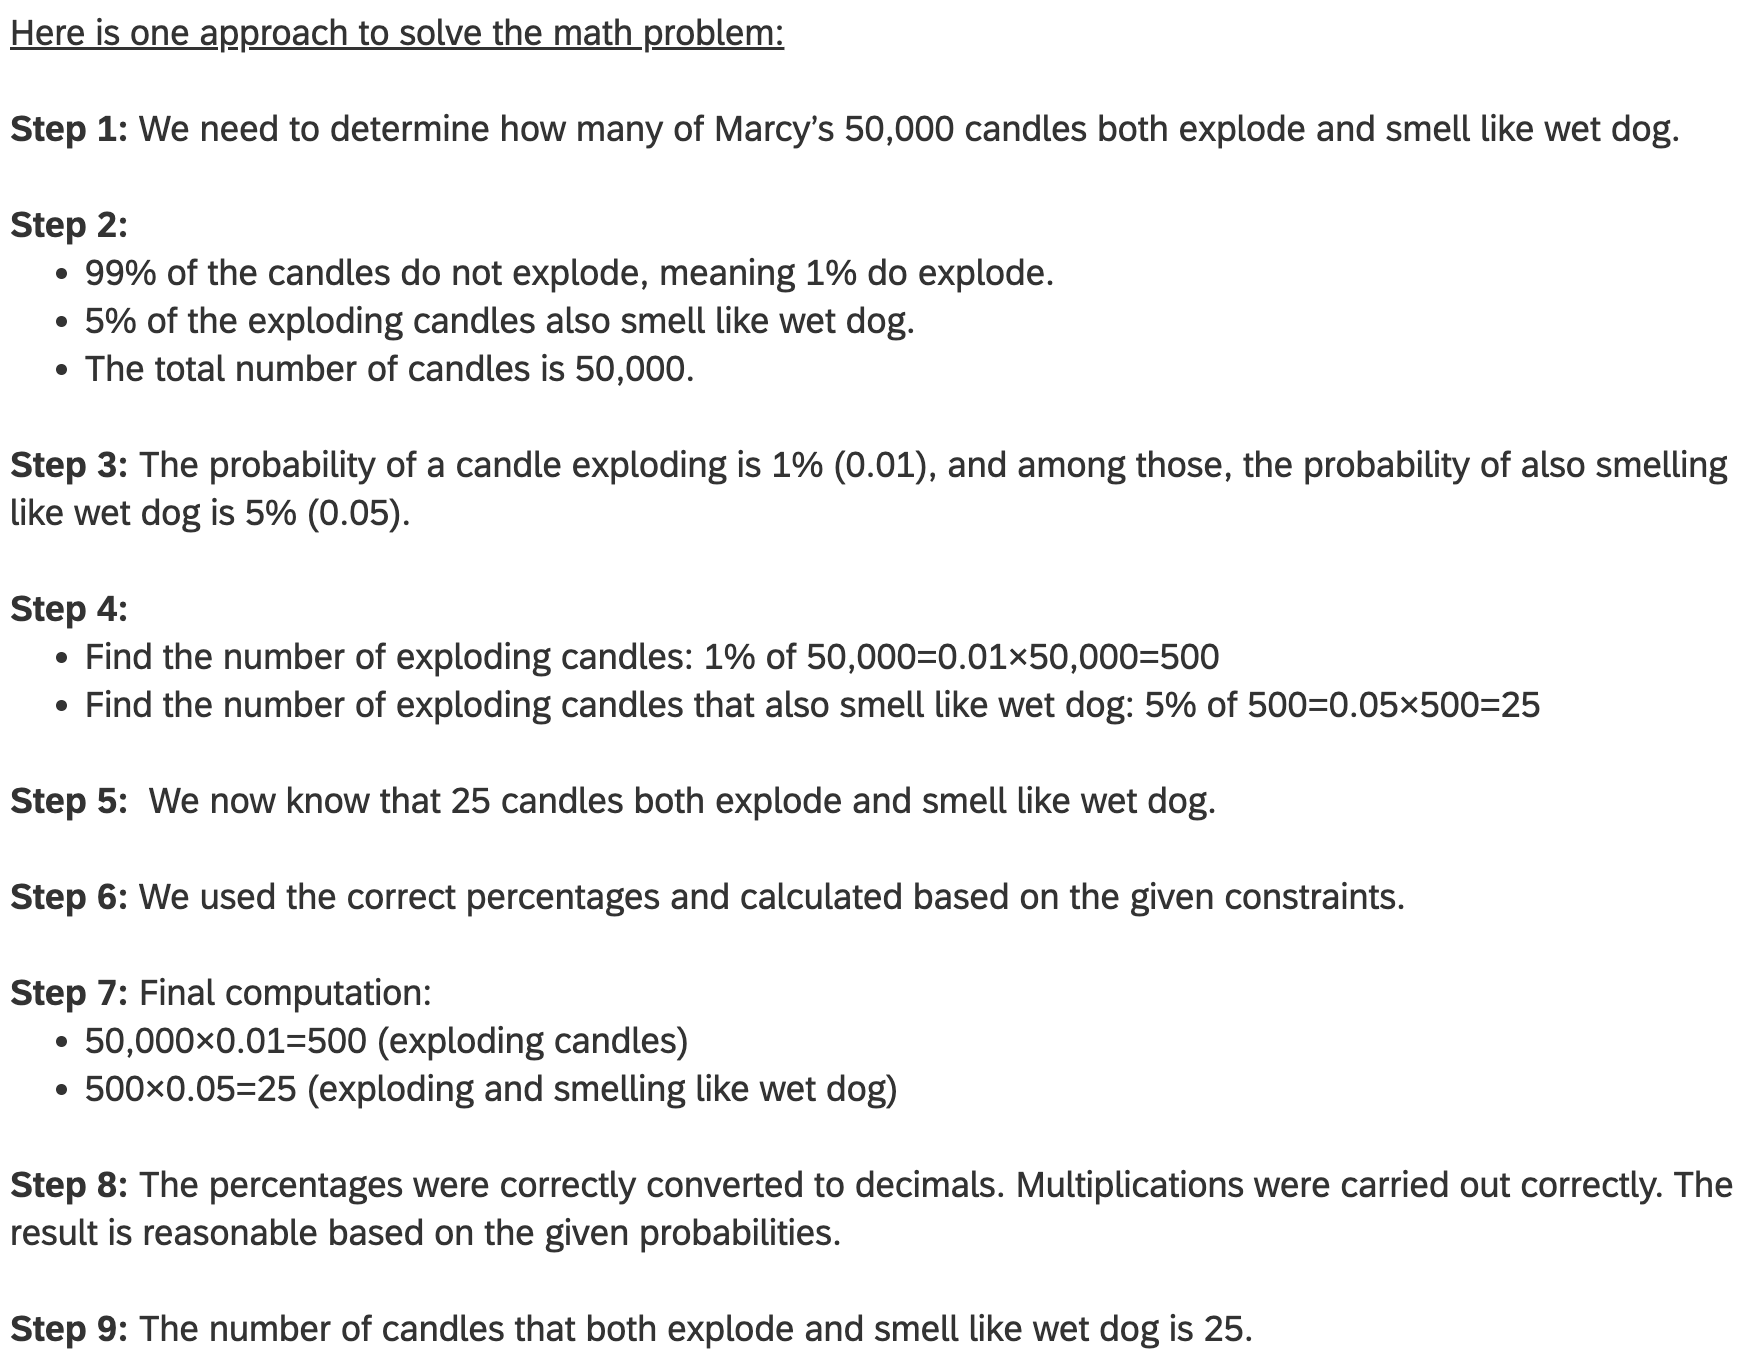 Here is one approach to solve the math problem:
Step 1: We need to determine how many of Marcy’s 50,000 candles both explode and smell like wet dog.
Step 2:
• 99% of the candles do not explode, meaning 1% do explode.
• 5% of the exploding candles also smell like wet dog.
• The total number of candles is 50,000.
Step 3: The probability of a candle exploding is 1% (0.01), and among those, the probability of also smelling
like wet dog is 5% (0.05).
Step 4:
• Find the number of exploding candles: 1% of 50,000=0.01×50,000=500
• Find the number of exploding candles that also smell like wet dog: 5% of 500=0.05×500=25
Step 5: We now know that 25 candles both explode and smell like wet dog.
Step 6: We used the correct percentages and calculated based on the given constraints.
Step 7: Final computation:
• 50,000×0.01=500 (exploding candles)
• 500×0.05=25 (exploding and smelling like wet dog)
Step 8: The percentages were correctly converted to decimals. Multiplications were carried out correctly. The
result is reasonable based on the given probabilities.
Step 9: The number of candles that both explode and smell like wet dog is 25.